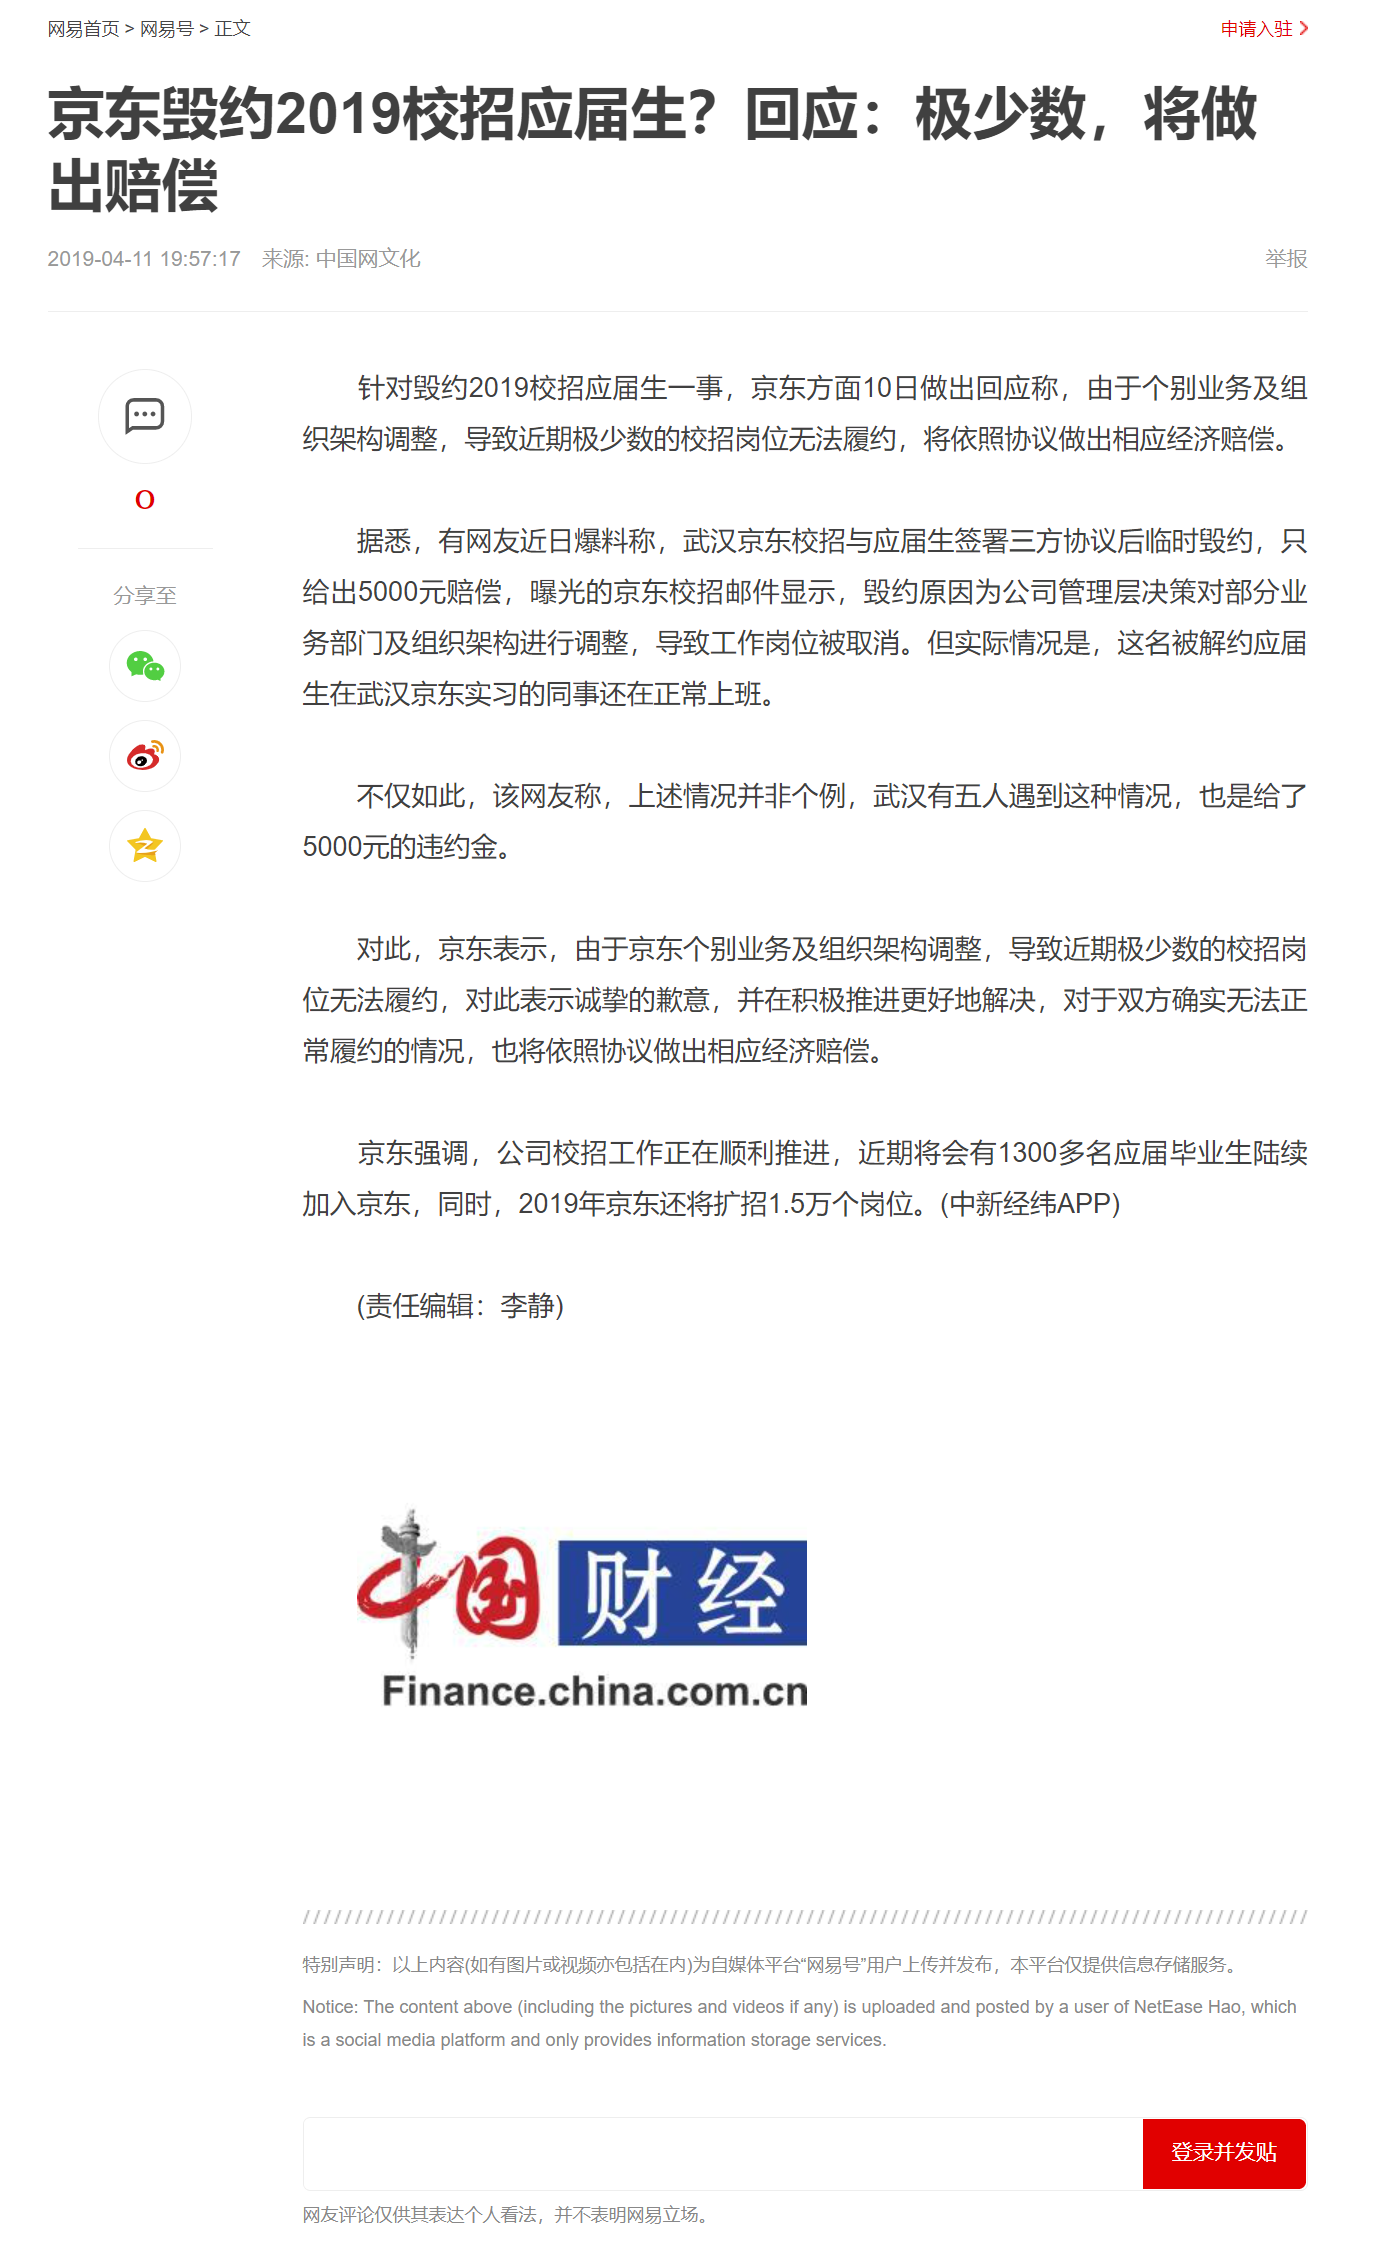 网易首页 > 网易号 > 正文
申请入驻
京东毁约2019校招应届生？回应：极少数，将做
出赔偿
2019-04-11 19:57:17 来源: 中国网文化
举报
0
分享至
针对毁约2019校招应届生一事，京东方面10日做出回应称，由于个别业务及组
织架构调整，导致近期极少数的校招岗位无法履约，将依照协议做出相应经济赔偿。
据悉，有网友近日爆料称，武汉京东校招与应届生签署三方协议后临时毁约，只
给出5000元赔偿，曝光的京东校招邮件显示，毁约原因为公司管理层决策对部分业
务部门及组织架构进行调整，导致工作岗位被取消。但实际情况是，这名被解约应届
生在武汉京东实习的同事还在正常上班。
不仅如此，该网友称，上述情况并非个例，武汉有五人遇到这种情况，也是给了
5000元的违约金。
对此，京东表示，由于京东个别业务及组织架构调整，导致近期极少数的校招岗
位无法履约，对此表示诚挚的歉意，并在积极推进更好地解决，对于双方确实无法正
常履约的情况，也将依照协议做出相应经济赔偿。
京东强调，公司校招工作正在顺利推进，近期将会有1300多名应届毕业生陆续
加入京东，同时，2019年京东还将扩招1.5万个岗位。(中新经纬APP)
(责任编辑：李静)
中国财经
Finance.china.com.cn
特别声明：以上内容(如有图片或视频亦包括在内)为自媒体平台“网易号”用户上传并发布，本平台仅提供信息存储服务。
Notice: The content above (including the pictures and videos if any) is uploaded and posted by a user of NetEase Hao, which
is a social media platform and only provides information storage services.
登录并发贴
网友评论仅供其表达个人看法，并不表明网易立场。